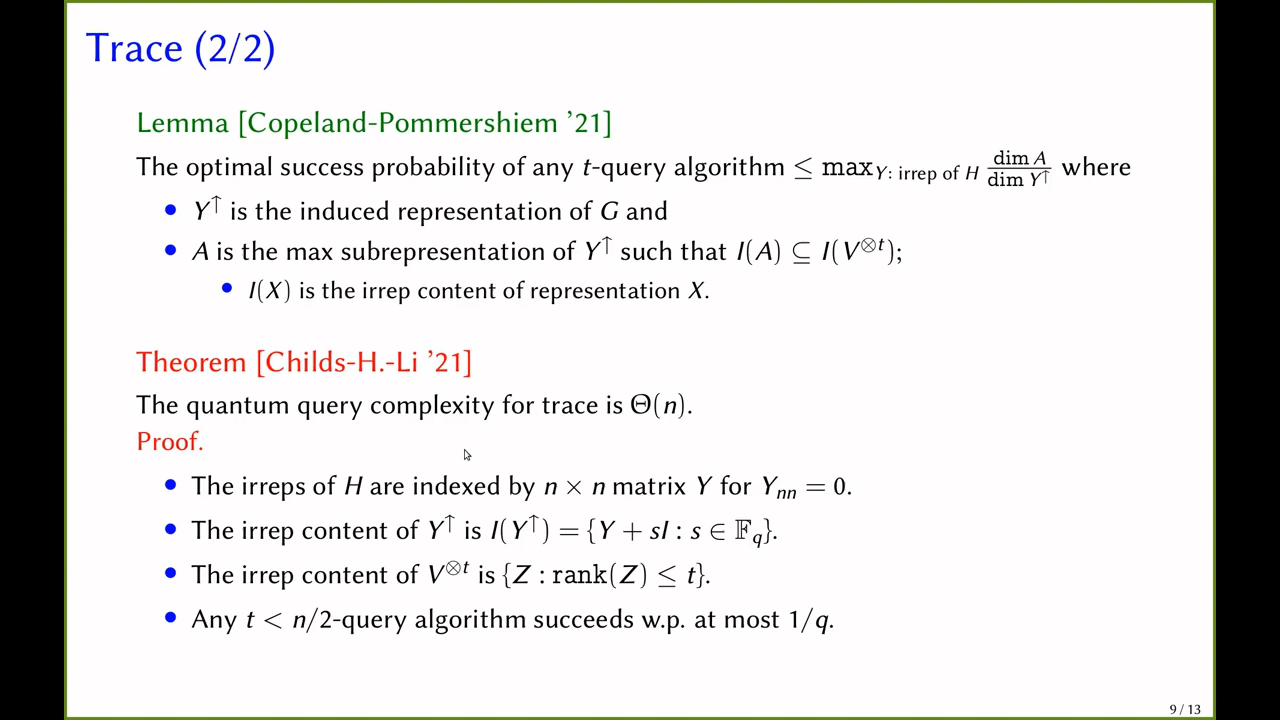 Trace (2/2)
Lemma [Copeland-Pommershiem ’21]
The optimal success probability of any t-query algorithm ≤ max_{Y: irrep of H} \frac{dim A}{dim Y^↑} where
• Y^↑ is the induced representation of G and
• A is the max subrepresentation of Y^↑ such that I(A) ⊆ I(V^{⊗t});
• I(X) is the irrep content of representation X.
Theorem [Childs-H.-Li ’21]
The quantum query complexity for trace is Θ(n).
Proof.
• The irreps of H are indexed by n × n matrix Y for Y_{nn} = 0.
• The irrep content of Y^↑ is I(Y^↑) = {Y + sI : s ∈ 𝔽_q}.
• The irrep content of V^{⊗t} is {Z : rank(Z) ≤ t}.
• Any t < n/2-query algorithm succeeds w.p. at most 1/q.
9 / 13